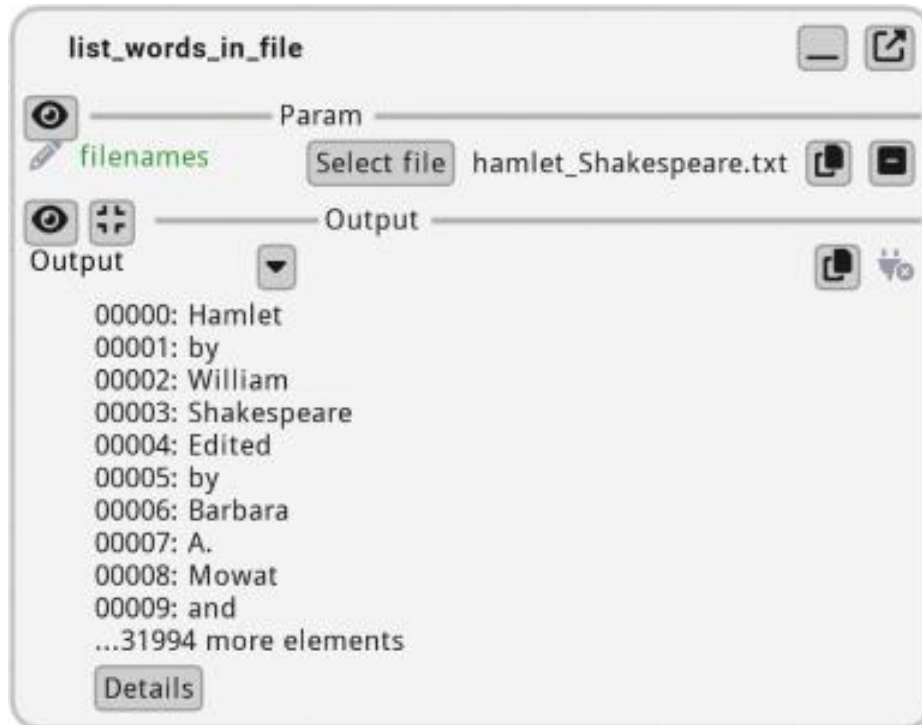 list_words_in_file
Param
filenames Select file hamlet_Shakespeare.txt
Output
Output
00000: Hamlet
00001: by
00002: William
00003: Shakespeare
00004: Edited
00005: by
00006: Barbara
00007: A.
00008: Mowat
00009: and
...31994 more elements
Details